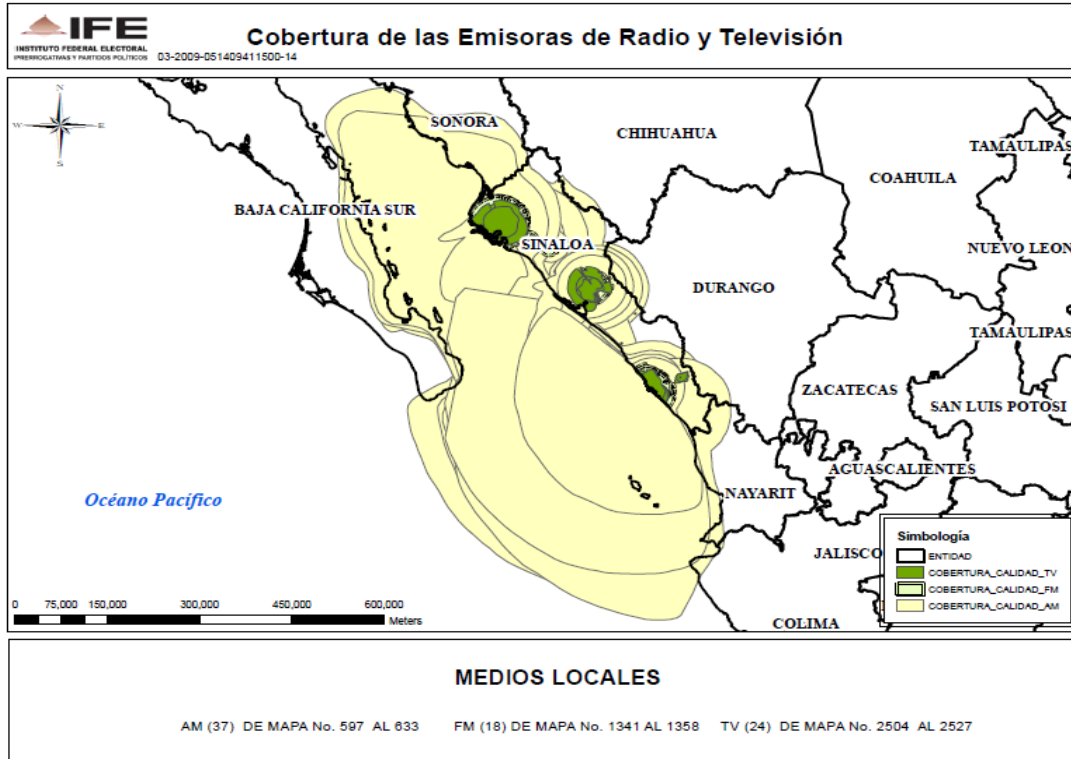 IFE
INSTITUTO FEDERAL ELECTORAL
PRERROGATIVAS Y PARTIDOS POLÍTICOS
03-2009-051409411500-14
Cobertura de las Emisoras de Radio y Televisión
N
W E
S
SONORA
CHIHUAHUA
TAMAULIPAS
COAHUILA
BAJA CALIFORNIA SUR
SINALOA
NUEVO LEON
DURANGO
TAMAULIPAS
ZACATECAS
SAN LUIS POTOSI
AGUASCALIENTES
NAYARIT
Océano Pacífico
JALISCO
COLIMA
Simbología
ENTIDAD
COBERTURA_CALIDAD_TV
COBERTURA_CALIDAD_FM
COBERTURA_CALIDAD_AM
0 75,000 150,000 300,000 450,000 600,000
Meters
MEDIOS LOCALES
AM (37) DE MAPA No. 597 AL 633 FM (18) DE MAPA No. 1341 AL 1358 TV (24) DE MAPA No. 2504 AL 2527